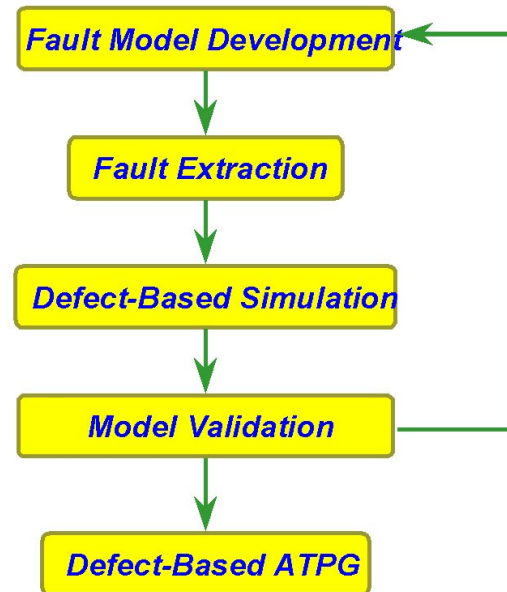 Fault Model Development
Fault Extraction
Defect-Based Simulation
Model Validation
Defect-Based ATPG